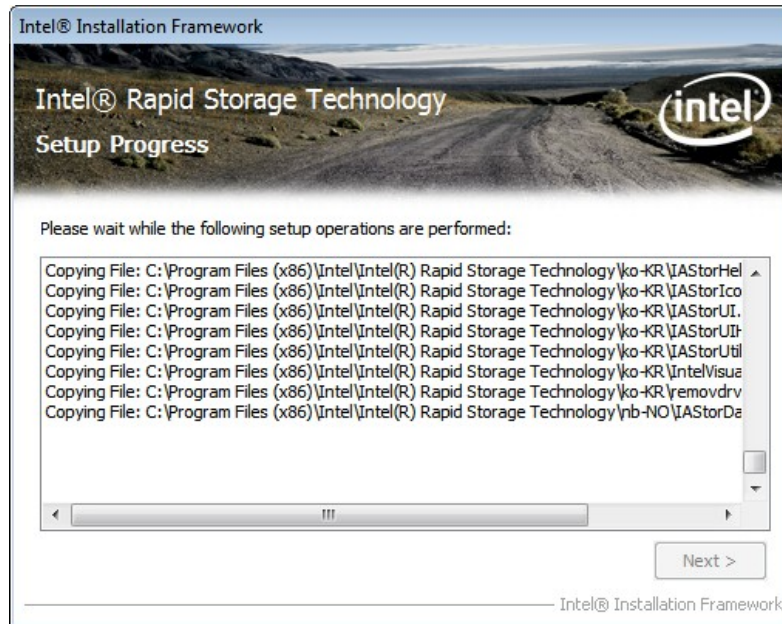 Intel® Installation Framework
Intel® Rapid Storage Technology
intel
Setup Progress
Please wait while the following setup operations are performed:
Copying File: C:\Program Files (x86)\Intel\Intel(R) Rapid Storage Technology\ko-KR\IAStorHel
Copying File: C:\Program Files (x86)\Intel\Intel(R) Rapid Storage Technology\ko-KR\IAStorIco
Copying File: C:\Program Files (x86)\Intel\Intel(R) Rapid Storage Technology\ko-KR\IAStorUI.
Copying File: C:\Program Files (x86)\Intel\Intel(R) Rapid Storage Technology\ko-KR\IAStorUIH
Copying File: C:\Program Files (x86)\Intel\Intel(R) Rapid Storage Technology\ko-KR\IAStorUtil
Copying File: C:\Program Files (x86)\Intel\Intel(R) Rapid Storage Technology\ko-KR\IntelVisua
Copying File: C:\Program Files (x86)\Intel\Intel(R) Rapid Storage Technology\ko-KR\removdrv
Copying File: C:\Program Files (x86)\Intel\Intel(R) Rapid Storage Technology\nb-NO\IAStorDa
Next >
Intel® Installation Framework